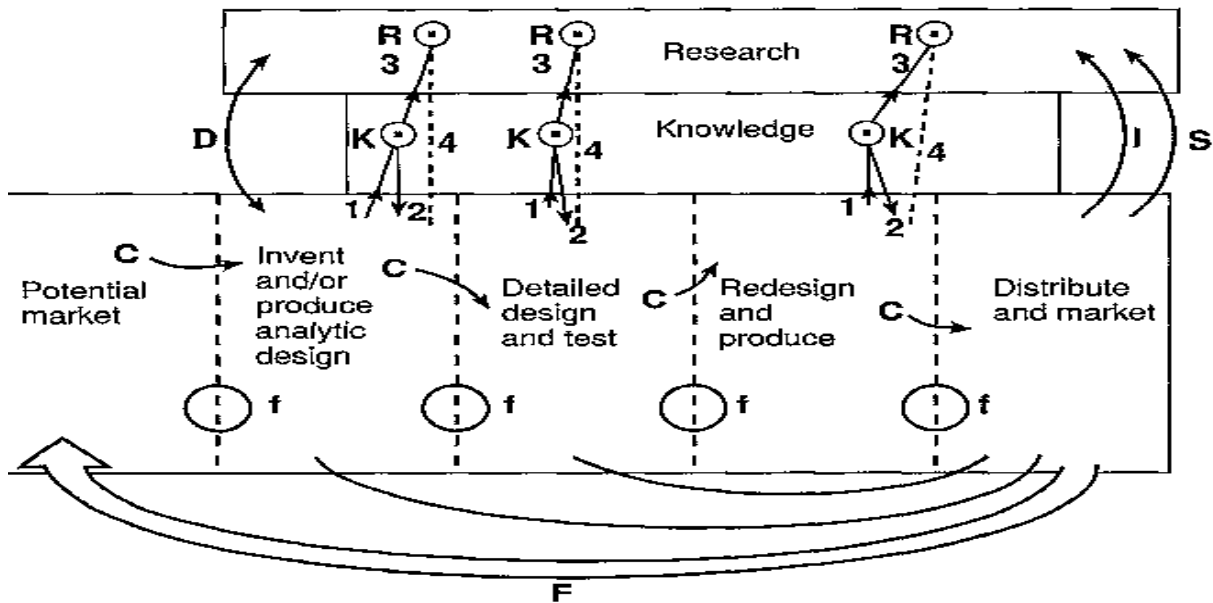 R R R
3 3 Research 3
K K Knowledge K
D 4 4 4 I S
1 2 1 2 1 2
C Invent
and/or
produce
analytic
design
Potential
market
C Detailed
design
and test
C Redesign
and
produce
C Distribute
and market
f f f f
F